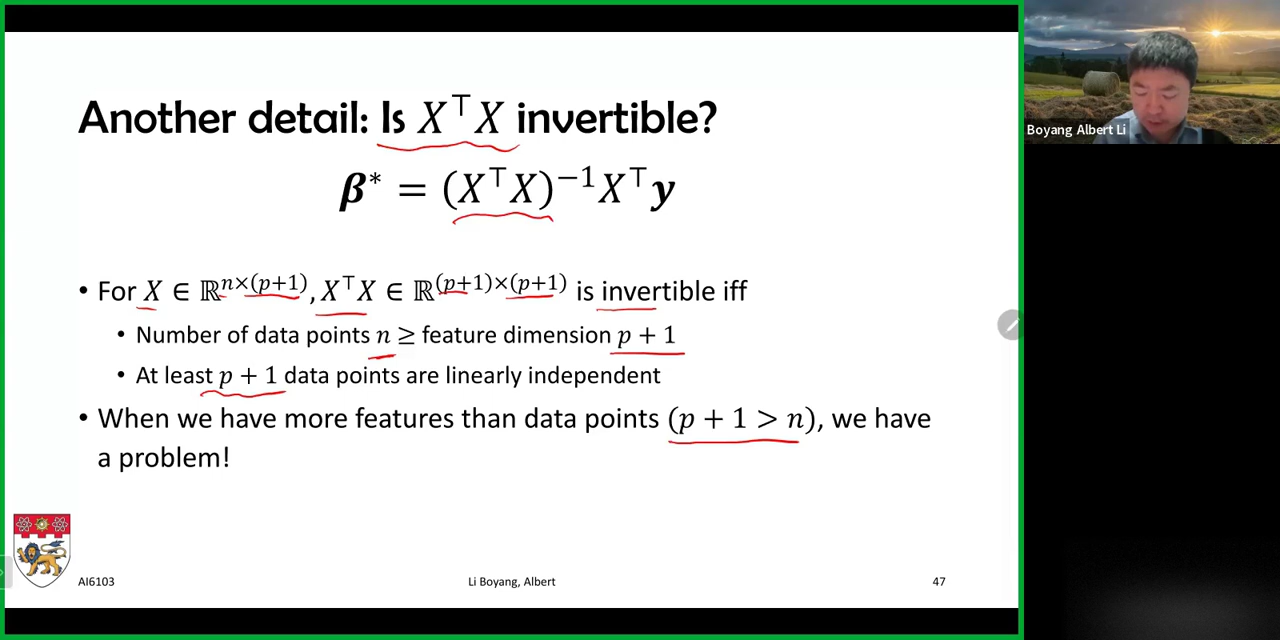 Another detail: Is X⊤X invertible?
β* = (X⊤X)⁻¹X⊤y
• For X ∈ ℝⁿˣ⁽ᵖ⁺¹⁾, X⊤X ∈ ℝ⁽ᵖ⁺¹⁾ˣ⁽ᵖ⁺¹⁾ is invertible iff
• Number of data points n ≥ feature dimension p + 1
• At least p + 1 data points are linearly independent
• When we have more features than data points (p + 1 > n), we have
a problem!
AI6103
Li Boyang, Albert
47
Boyang Albert Li